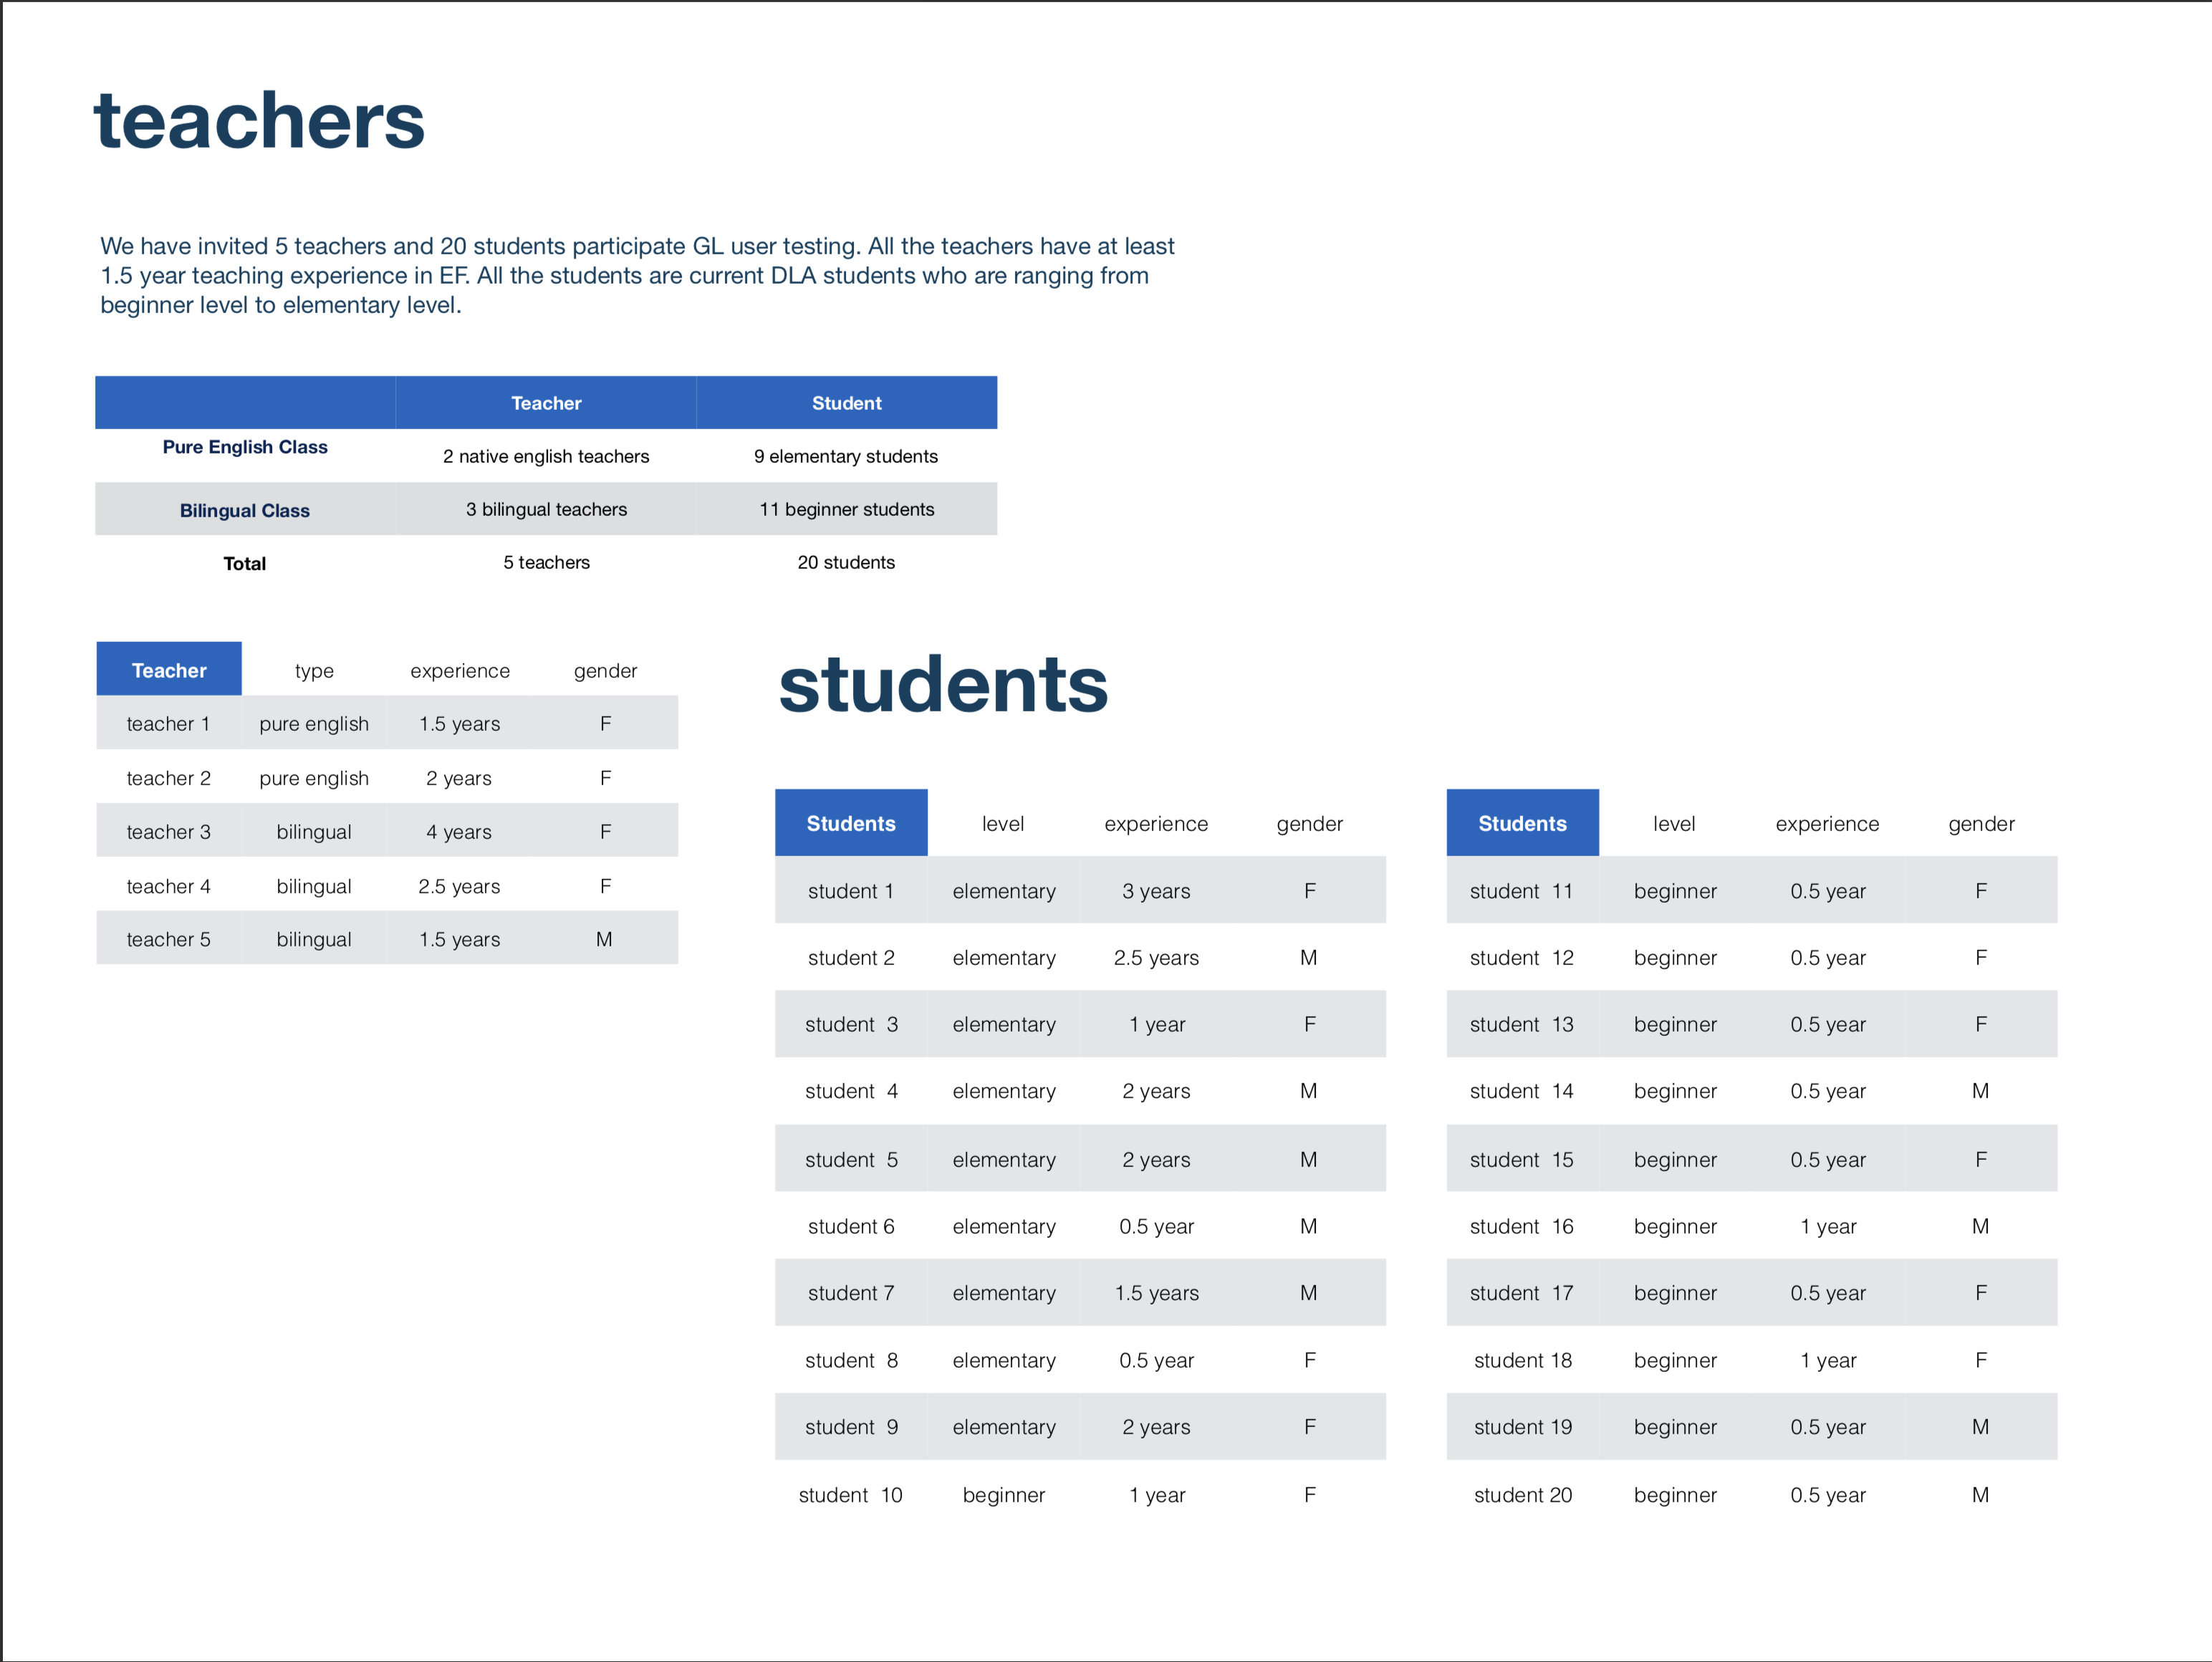 teachers
We have invited 5 teachers and 20 students participate GL user testing. All the teachers have at least
1.5 year teaching experience in EF. All the students are current DLA students who are ranging from
beginner level to elementary level.
Teacher Student
Pure English Class 2 native english teachers 9 elementary students
Bilingual Class 3 bilingual teachers 11 beginner students
Total 5 teachers 20 students
Teacher type experience gender
teacher 1 pure english 1.5 years F
teacher 2 pure english 2 years F
teacher 3 bilingual 4 years F
teacher 4 bilingual 2.5 years F
teacher 5 bilingual 1.5 years M
students
Students level experience gender
student 1 elementary 3 years F
student 2 elementary 2.5 years M
student 3 elementary 1 year F
student 4 elementary 2 years M
student 5 elementary 2 years M
student 6 elementary 0.5 year M
student 7 elementary 1.5 years M
student 8 elementary 0.5 year F
student 9 elementary 2 years F
student 10 beginner 1 year F
Students level experience gender
student 11 beginner 0.5 year F
student 12 beginner 0.5 year F
student 13 beginner 0.5 year F
student 14 beginner 0.5 year M
student 15 beginner 0.5 year F
student 16 beginner 1 year M
student 17 beginner 0.5 year F
student 18 beginner 1 year F
student 19 beginner 0.5 year M
student 20 beginner 0.5 year M